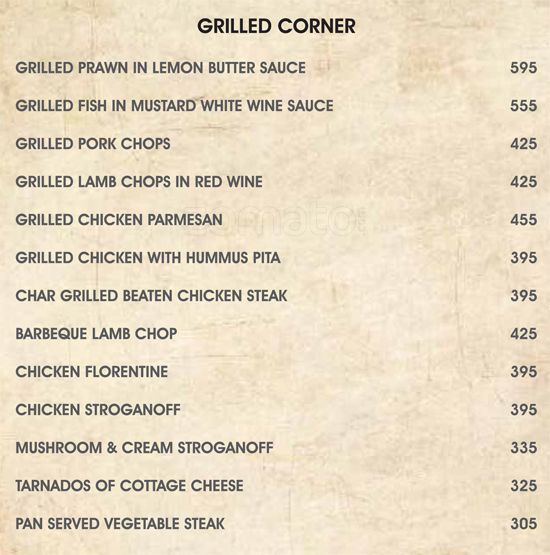 GRILLED CORNER
GRILLED PRAWN IN LEMON BUTTER SAUCE 595
GRILLED FISH IN MUSTARD WHITE WINE SAUCE 555
GRILLED PORK CHOPS 425
GRILLED LAMB CHOPS IN RED WINE 425
GRILLED CHICKEN PARMESAN 455
GRILLED CHICKEN WITH HUMMUS PITA 395
CHAR GRILLED BEATEN CHICKEN STEAK 395
BARBEQUE LAMB CHOP 425
CHICKEN FLORENTINE 395
CHICKEN STROGANOFF 395
MUSHROOM & CREAM STROGANOFF 335
TARNADOS OF COTTAGE CHEESE 325
PAN SERVED VEGETABLE STEAK 305